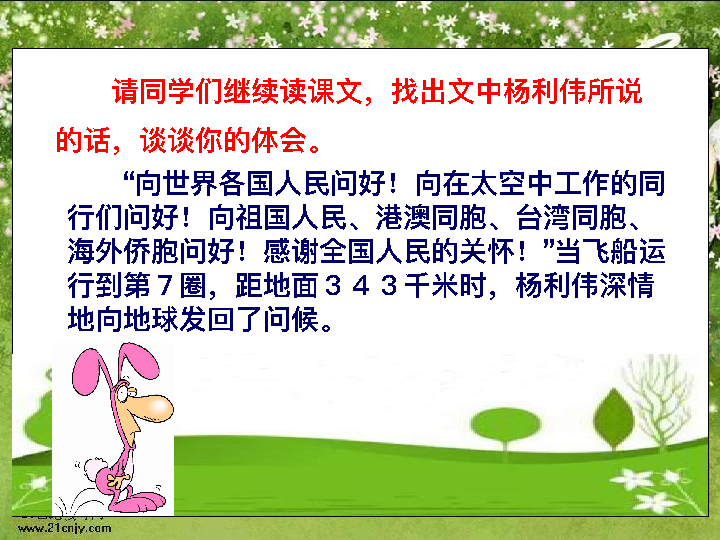 请同学们继续读课文，找出文中杨利伟所说
的话，谈谈你的体会。
“向世界各国人民问好！向在太空中工作的同
行们问好！向祖国人民、港澳同胞、台湾同胞、
海外侨胞问好！感谢全国人民的关怀！”当飞船运
行到第７圈，距地面３４３千米时，杨利伟深情
地向地球发回了问候。
www.21cnjy.com